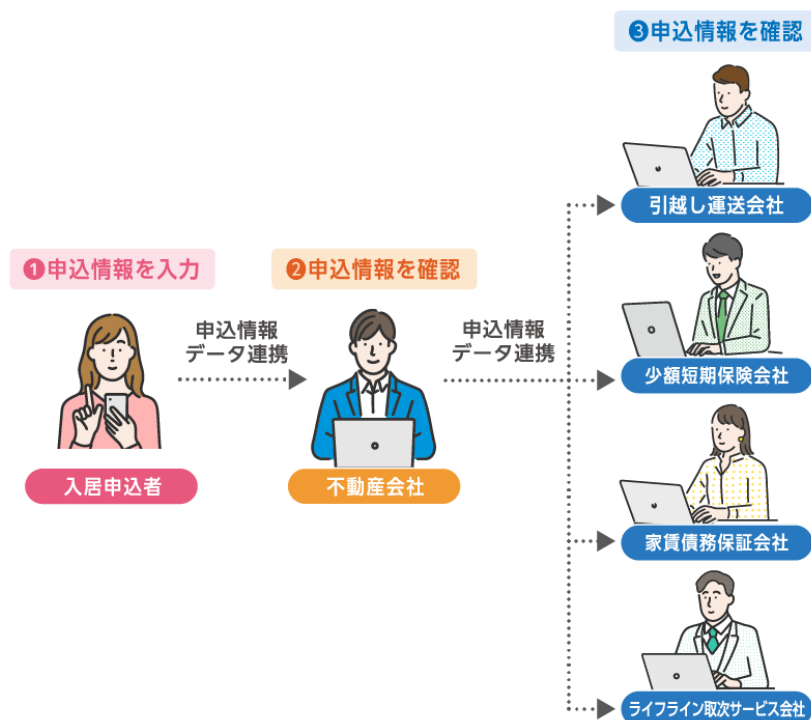 ❸申込情報を確認
引越し運送会社
❶申込情報を入力
❷申込情報を確認
申込情報
データ連携
申込情報
データ連携
少額短期保険会社
入居申込者
不動産会社
家賃債務保証会社
ライフライン取次サービス会社